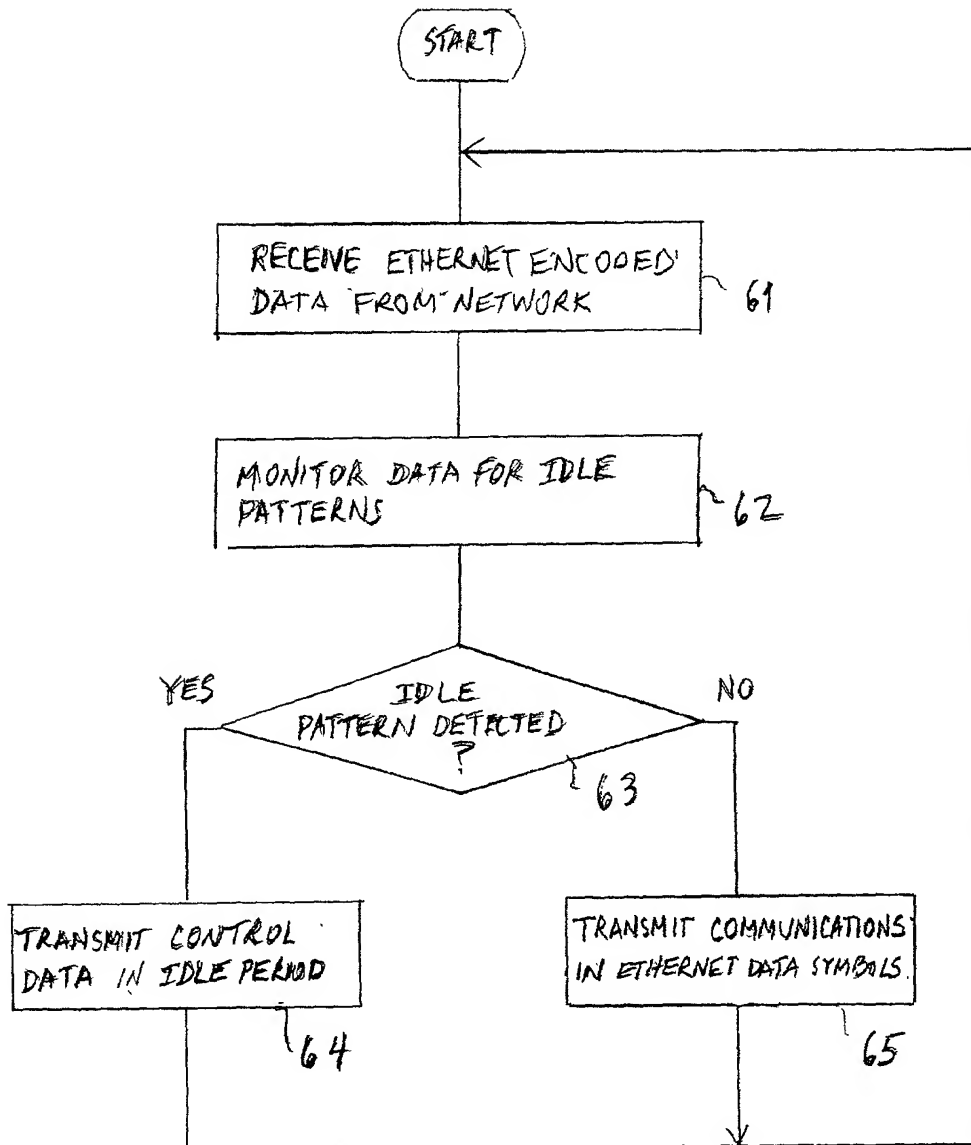 START
RECEIVE ETHERNET ENCODED
DATA FROM NETWORK
61
MONITOR DATA FOR IDLE
PATTERNS
62
YES
IDLE
PATTERN DETECTED
?
NO
63
TRANSMIT CONTROL
DATA IN IDLE PERIOD
64
TRANSMIT COMMUNICATIONS
IN ETHERNET DATA SYMBOLS.
65